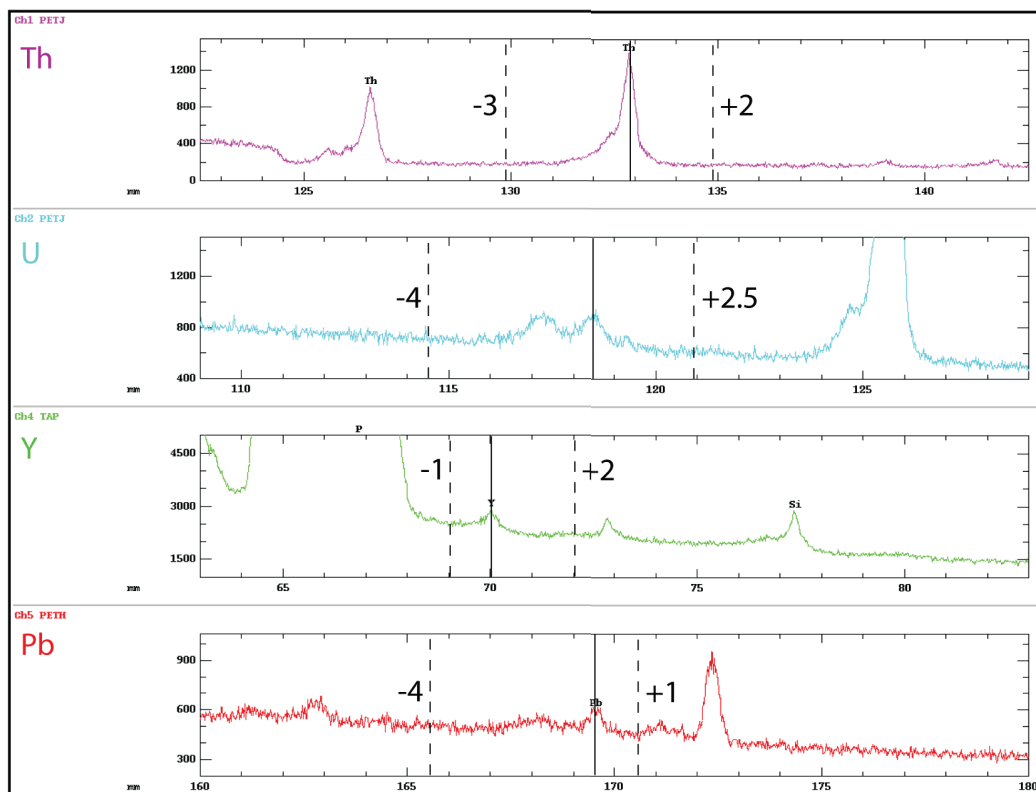 Ch1 PETJ
Th
1200
800
400
0
Th
-3
Th
+2
mm
125
130
135
140
Ch2 PETJ
U
1200
800
400
-4
+2.5
mm
110
115
120
125
Ch4 TAP
Y
P
4500
3000
1500
-1
Y
+2
Si
mm
65
70
75
80
Ch5 PETH
Pb
900
600
300
-4
Pb
+1
mm
160
165
170
175
180